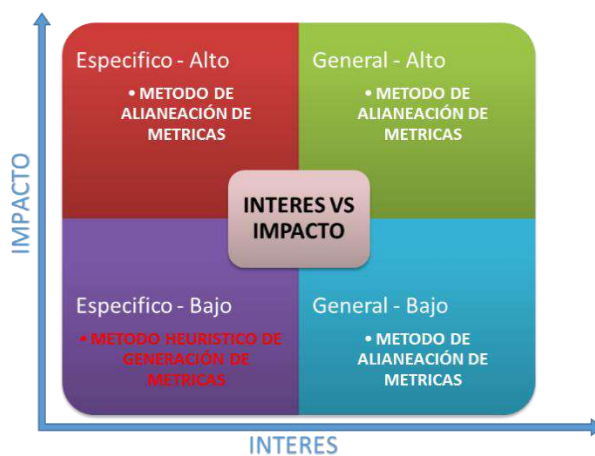 IMPACTO
Especifico - Alto
• METODO DE
ALIANEACIÓN DE
METRICAS
General - Alto
• METODO DE
ALIANEACIÓN DE
METRICAS
INTERES VS
IMPACTO
Especifico - Bajo
• METODO HEURISTICO DE
GENERACIÓN DE
METRICAS
General - Bajo
• METODO DE
ALIANEACIÓN DE
METRICAS
INTERES